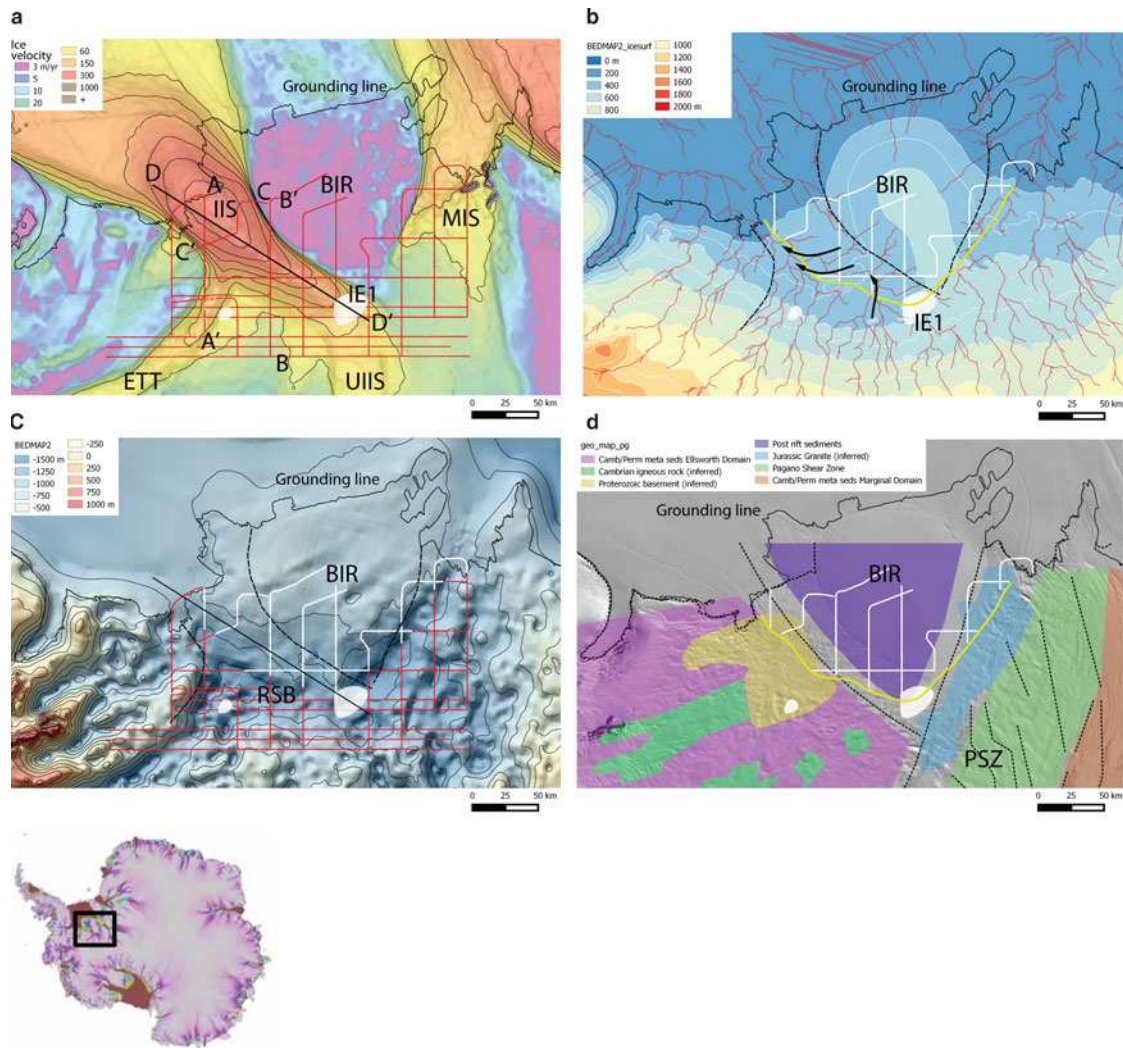 a
Ice
velocity
3 m/yr
5
10
20
60
150
300
1000
+
Grounding line
D
A
IIS
C
B'
BIR
MIS
C'
IE1
D'
A'
B
ETT
UIIS
0 25 50 km
b
BEDMAP2_icesurf
0 m
200
400
600
800
1000
1200
1400
1600
1800
2000 m
Grounding line
BIR
IE1
0 25 50 km
C
BEDMAP2
-1500 m
-1250
-1000
-750
-500
-250
0
250
500
750
1000 m
Grounding line
BIR
RSB
0 25 50 km
d
geo_map_pg
Camb/Perm meta seds Ellsworth Domain
Cambrian igneous rock (inferred)
Proterozoic basement (inferred)
Post rift sediments
Jurassic Granite (inferred)
Pagano Shear Zone
Camb/Perm meta seds Marginal Domain
Grounding line
BIR
PSZ
0 25 50 km